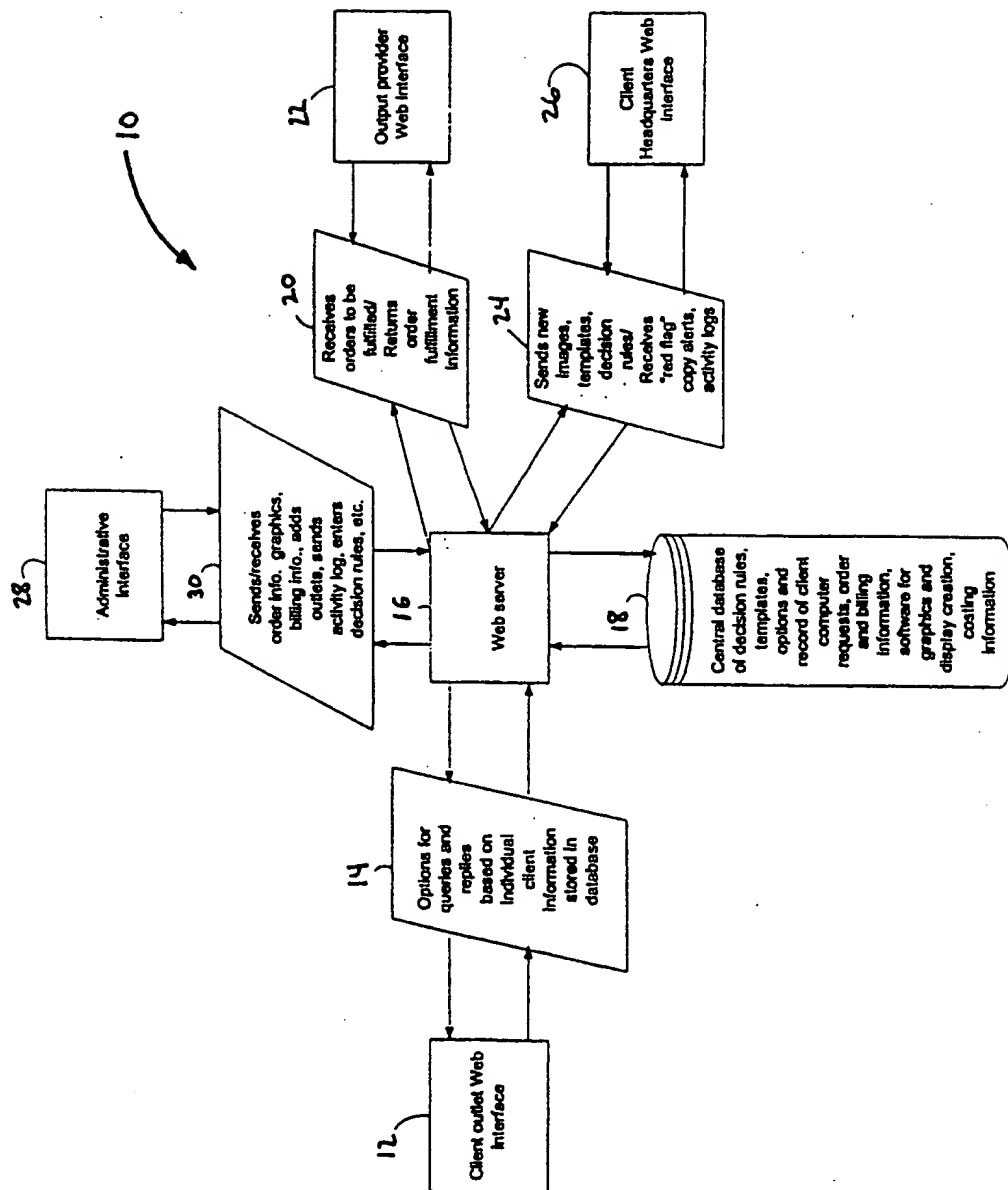 10
28
Administrative
Interface
30
Sends/receives
order info. graphics,
billing info., adds
outlets, sends
activity log, enters
decision rules, etc.
22
Output provider
Web Interface
20
Receives
orders to be
fulfilled/
Returns
order
fulfillment
Information
12
Client outlet Web
Interface
14
Options for
queries and
replies
based on
Individual
client
Information
stored in
database
16
Web server
24
Sends new
Images,
templates,
decision
rules/
Receives
"red flag"
copy alerts,
activity logs
26
Client
Headquarters Web
Interface
18
Central database
of decision rules,
templates,
options and
record of client
computer
requests, order
and billing
Information,
software for
graphics and
display creation,
costing
Information